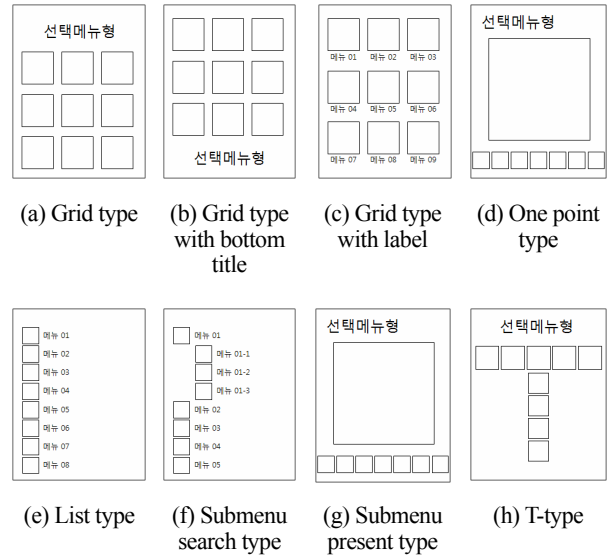 선택메뉴형
선택메뉴형
메뉴 01 메뉴 02 메뉴 03
메뉴 04 메뉴 05 메뉴 06
메뉴 07 메뉴 08 메뉴 09
선택메뉴형
(a) Grid type
(b) Grid type
with bottom
title
(c) Grid type
with label
(d) One point
type
메뉴 01
메뉴 02
메뉴 03
메뉴 04
메뉴 05
메뉴 06
메뉴 07
메뉴 08
메뉴 01
메뉴 01-1
메뉴 01-2
메뉴 01-3
메뉴 02
메뉴 03
메뉴 04
메뉴 05
선택메뉴형
선택메뉴형
(e) List type
(f) Submenu
search type
(g) Submenu
present type
(h) T-type